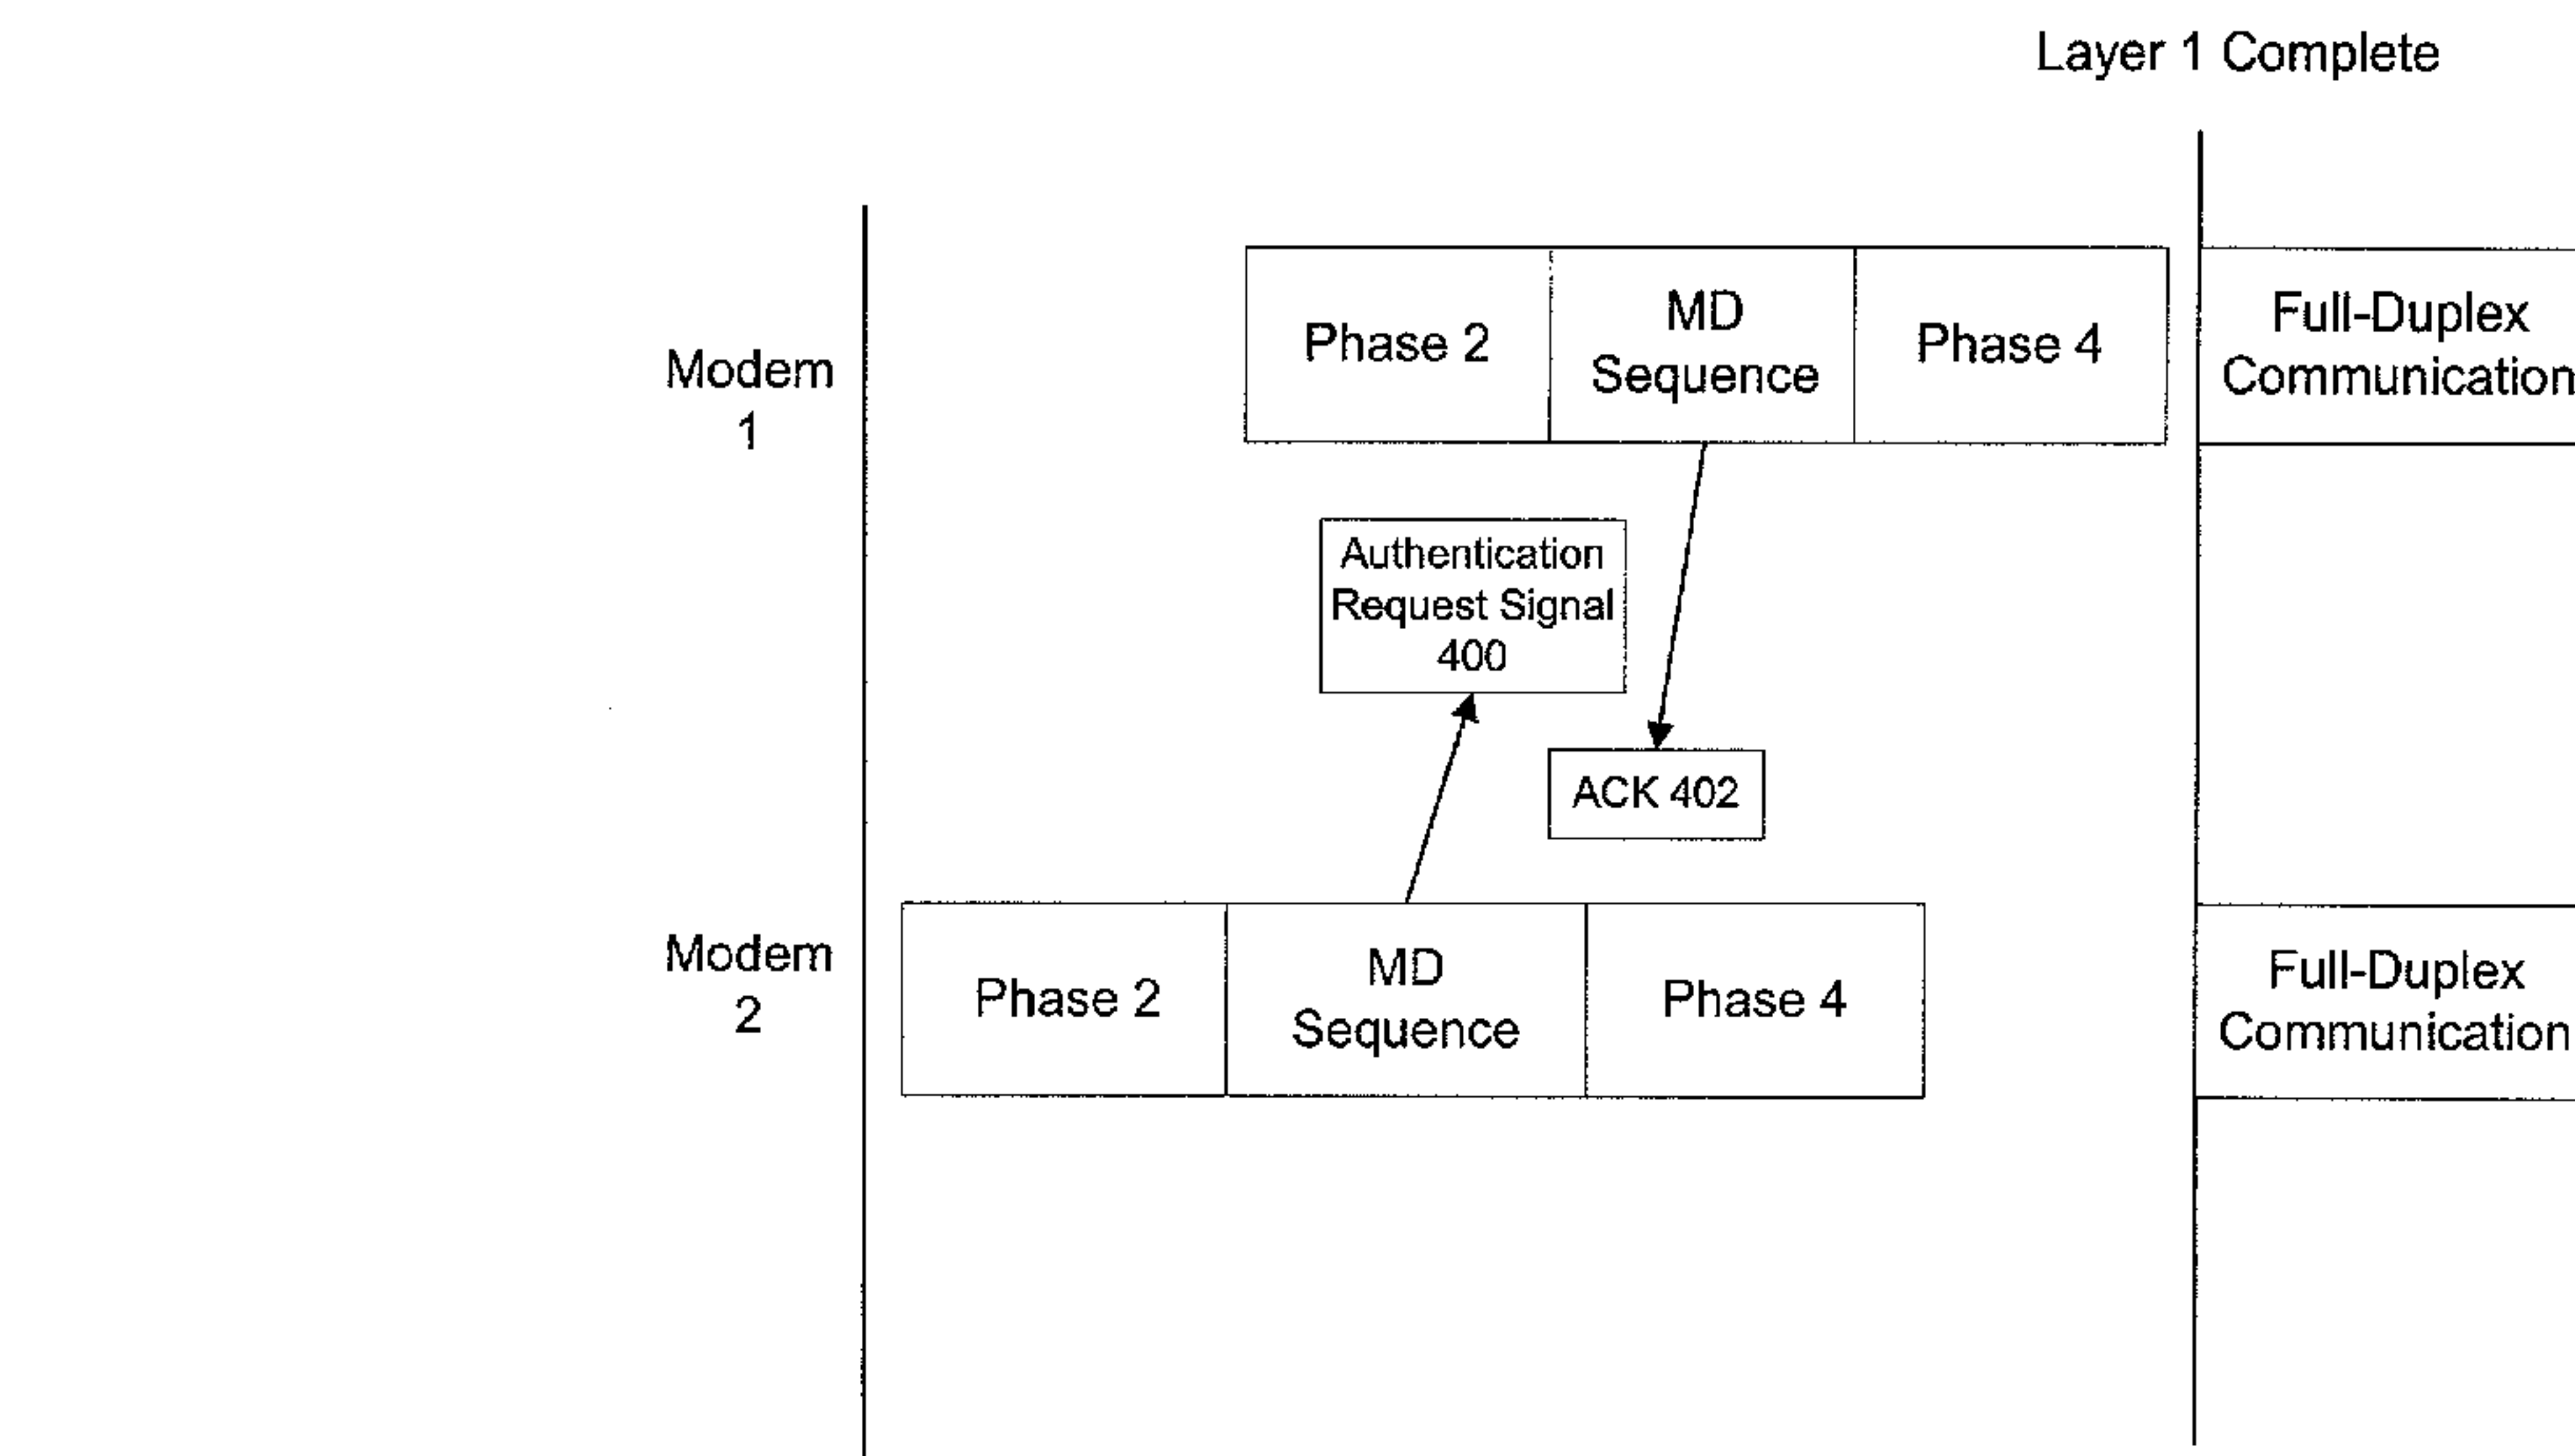 Layer 1 Complete
Modem
1
Phase 2
MD
Sequence
Phase 4
Full-Duplex
Communication
Authentication
Request Signal
400
ACK 402
Modem
2
Phase 2
MD
Sequence
Phase 4
Full-Duplex
Communication